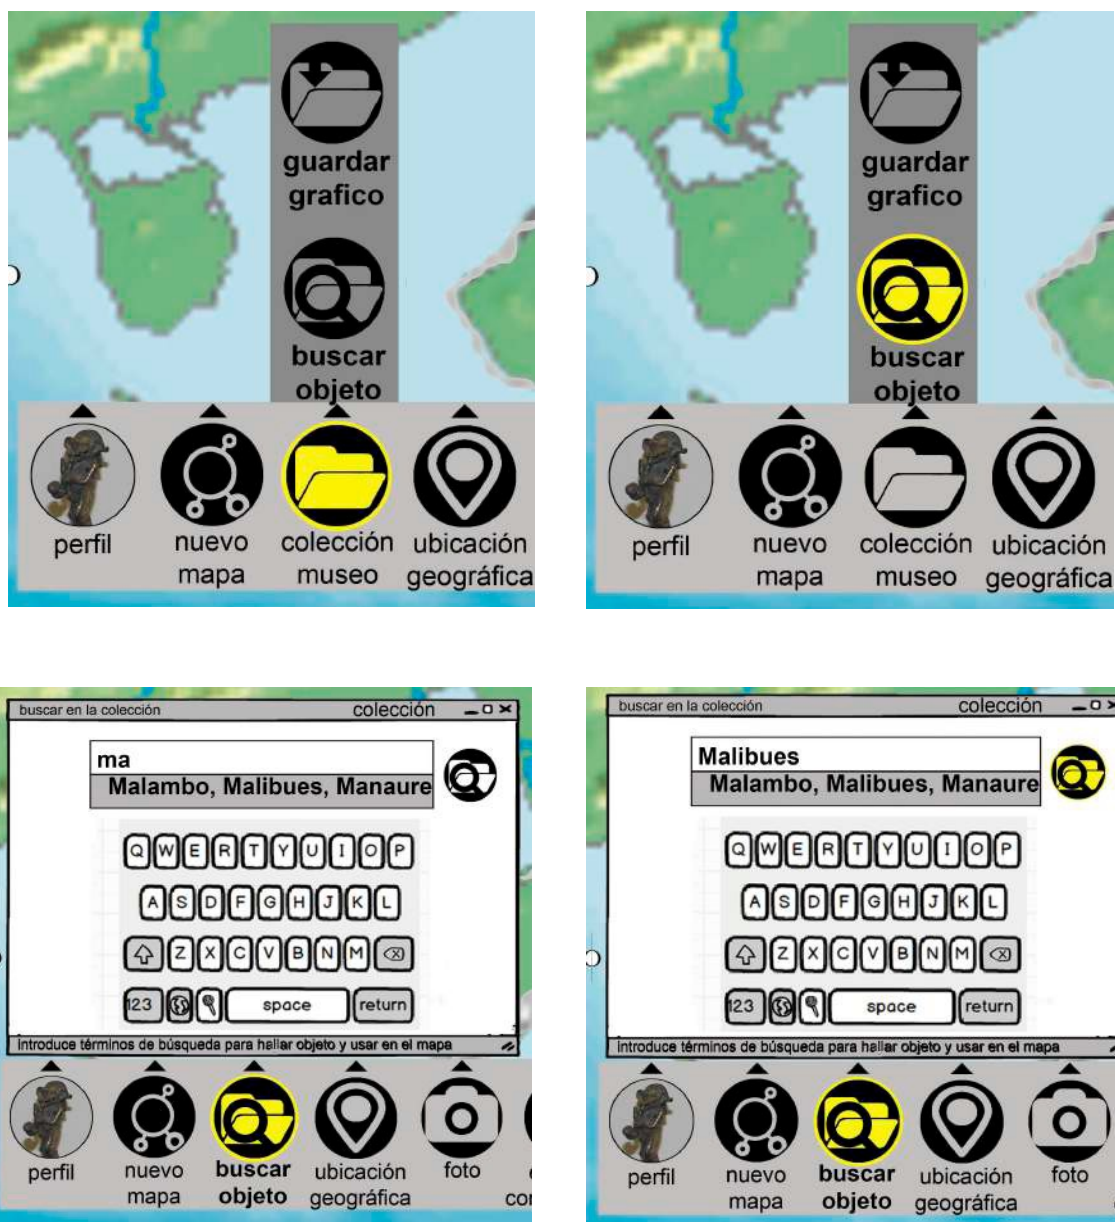 guardar
grafico
buscar
objeto
perfil
nuevo
mapa
colección
museo
ubicación
geográfica
guardar
grafico
buscar
objeto
perfil
nuevo
mapa
colección
museo
ubicación
geográfica
buscar en la colección colección
ma
Malambo, Malibues, Manaure
Q W E R T Y U I O P
A S D F G H J K L
Z X C V B N M
123 space return
introduce términos de búsqueda para hallar objeto y usar en el mapa
perfil
nuevo
mapa
buscar
objeto
ubicación
geográfica
foto
buscar en la colección colección
Malibues
Malambo, Malibues, Manaure
Q W E R T Y U I O P
A S D F G H J K L
Z X C V B N M
123 space return
introduce términos de búsqueda para hallar objeto y usar en el mapa
perfil
nuevo
mapa
buscar
objeto
ubicación
geográfica
foto